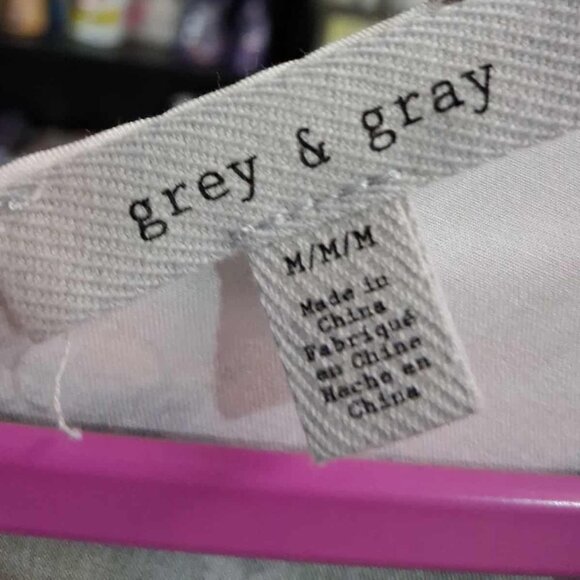 grey & gray
M/M/M
Made in
China
Fabriqué
en Chine
Hecho en
China